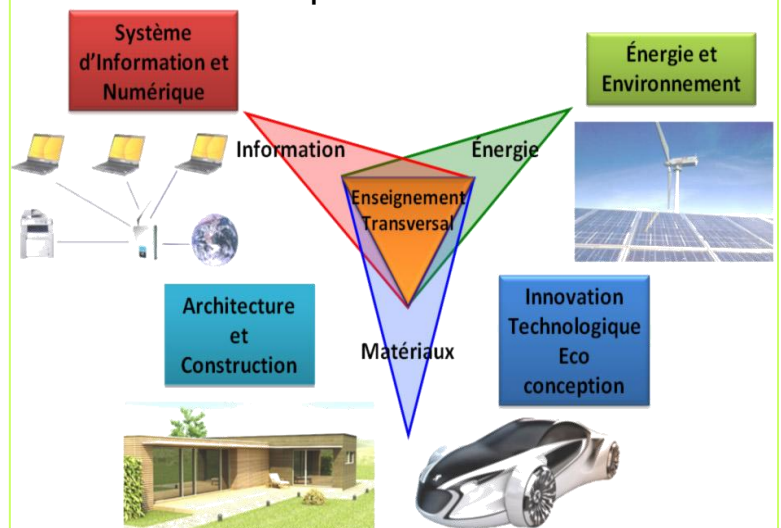 Système
d'Information et
Numérique
Énergie et
Environnement
Information
Énergie
Enseignement
Transversal
Architecture
et
Construction
Matériaux
Innovation
Technologique
Eco
conception